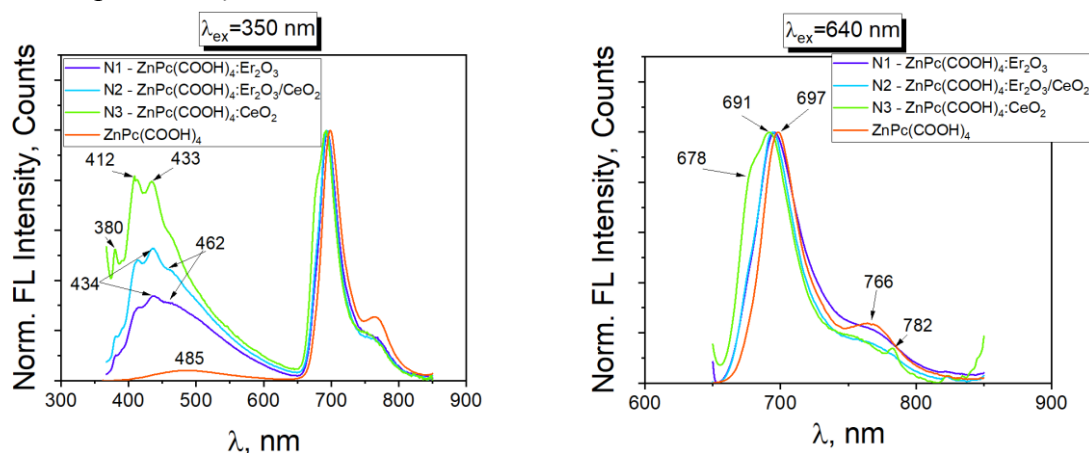 λex=350 nm
N1 - ZnPc(COOH)4:Er2O3
N2 - ZnPc(COOH)4:Er2O3/CeO2
N3 - ZnPc(COOH)4:CeO2
ZnPc(COOH)4
412
433
380
462
434
485
Norm. FL Intensity, Counts
300 400 500 600 700 800 900
λ, nm
λex=640 nm
N1 - ZnPc(COOH)4:Er2O3
N2 - ZnPc(COOH)4:Er2O3/CeO2
N3 - ZnPc(COOH)4:CeO2
ZnPc(COOH)4
691
697
678
766
782
Norm. FL Intensity, Counts
600 700 800 900
λ, nm